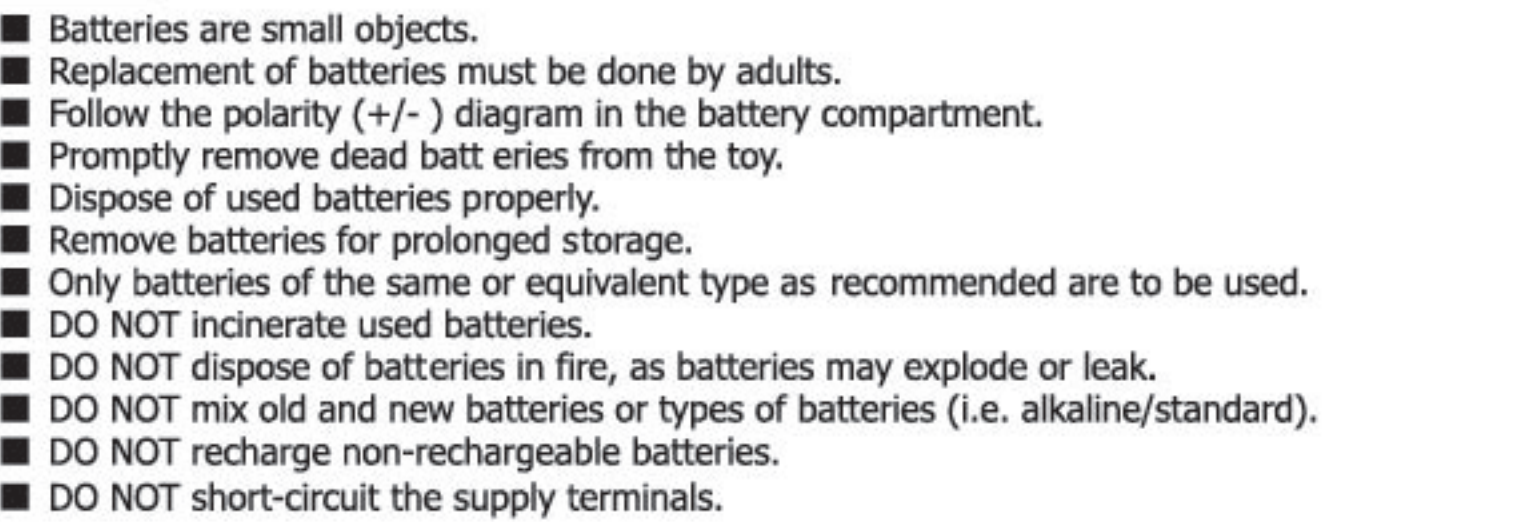 ■ Batteries are small objects.
■ Replacement of batteries must be done by adults.
■ Follow the polarity (+/- ) diagram in the battery compartment.
■ Promptly remove dead batt eries from the toy.
■ Dispose of used batteries properly.
■ Remove batteries for prolonged storage.
■ Only batteries of the same or equivalent type as recommended are to be used.
■ DO NOT incinerate used batteries.
■ DO NOT dispose of batteries in fire, as batteries may explode or leak.
■ DO NOT mix old and new batteries or types of batteries (i.e. alkaline/standard).
■ DO NOT recharge non-rechargeable batteries.
■ DO NOT short-circuit the supply terminals.